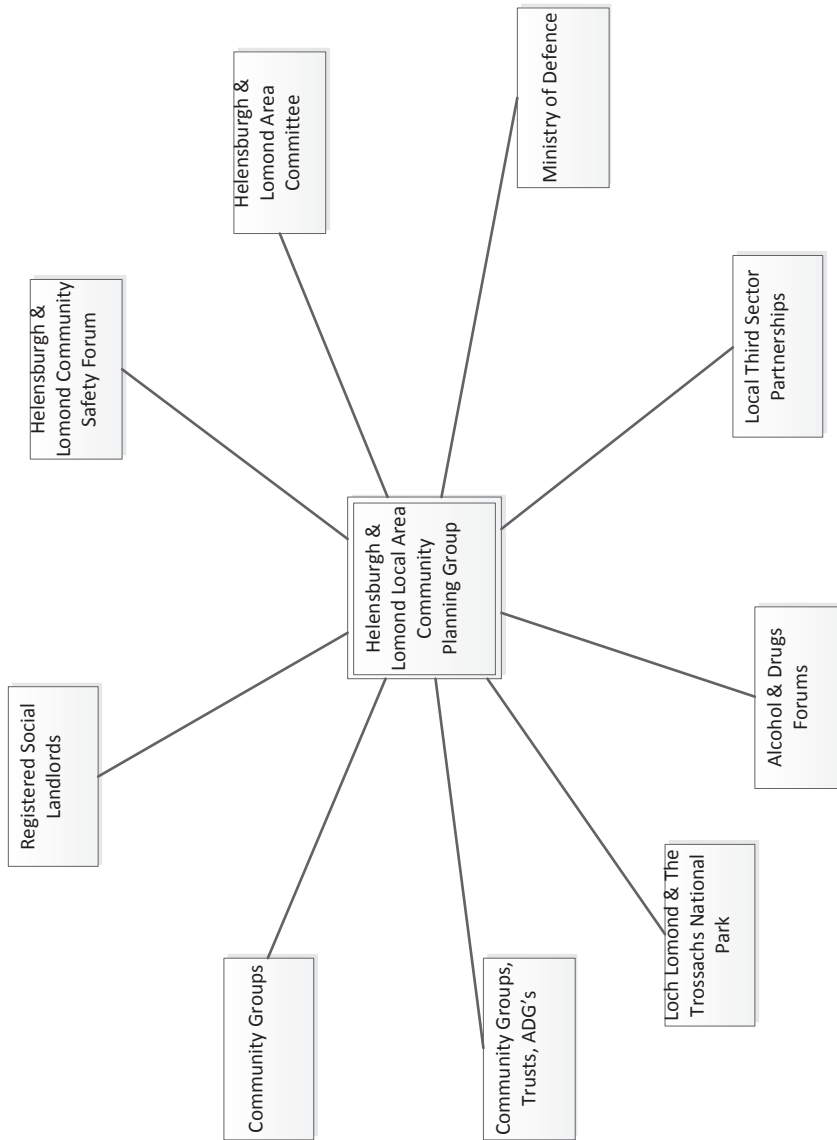 Registered Social
Landlords
Helensburgh &
Lomond Community
Safety Forum
Community Groups
Helensburgh &
Lomond Area
Committee
Helensburgh &
Lomond Local Area
Community
Planning Group
Community Groups,
Trusts, ADG's
Ministry of Defence
Loch Lomond & The
Trossachs National
Park
Alcohol & Drugs
Forums
Local Third Sector
Partnerships